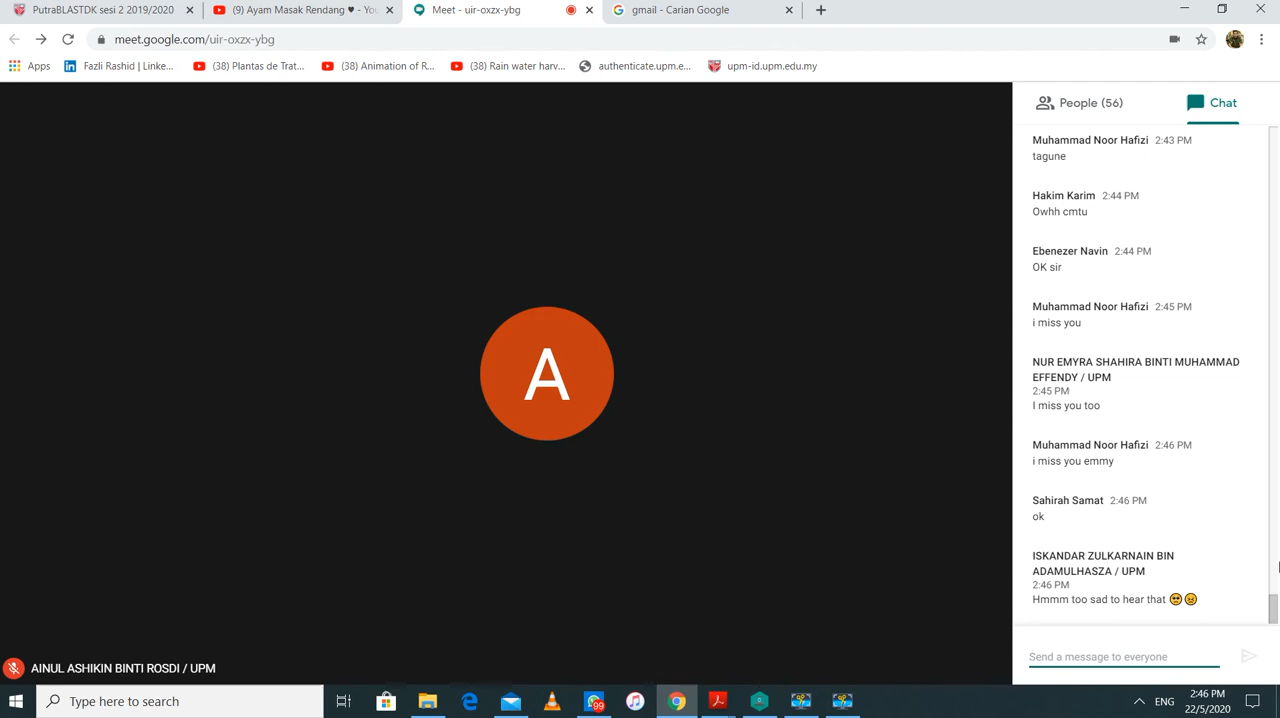 PutraBLASTDK sesi 2 2019/2020
(9) Ayam Masak Rendang ♥ - You
Meet - uir-oxzx-ybg
gmail - Carian Google
meet.google.com/uir-oxzx-ybg
Apps
Fazli Rashid | Linke...
(38) Plantas de Trat...
(38) Animation of R...
(38) Rain water harv...
authenticate.upm.e...
upm-id.upm.edu.my
People (56)
Chat
Muhammad Noor Hafizi 2:43 PM
tagune
Hakim Karim 2:44 PM
Owhh cmtu
Ebenezer Navin 2:44 PM
OK sir
Muhammad Noor Hafizi 2:45 PM
i miss you
NUR EMYRA SHAHIRA BINTI MUHAMMAD
EFFENDY / UPM
2:45 PM
I miss you too
Muhammad Noor Hafizi 2:46 PM
i miss you emmy
Sahirah Samat 2:46 PM
ok
ISKANDAR ZULKARNAIN BIN
ADAMULHASZA / UPM
2:46 PM
Hmmm too sad to hear that
Send a message to everyone
A
AINUL ASHIKIN BINTI ROSDI / UPM
Type here to search
99
ENG
2:46 PM
22/5/2020